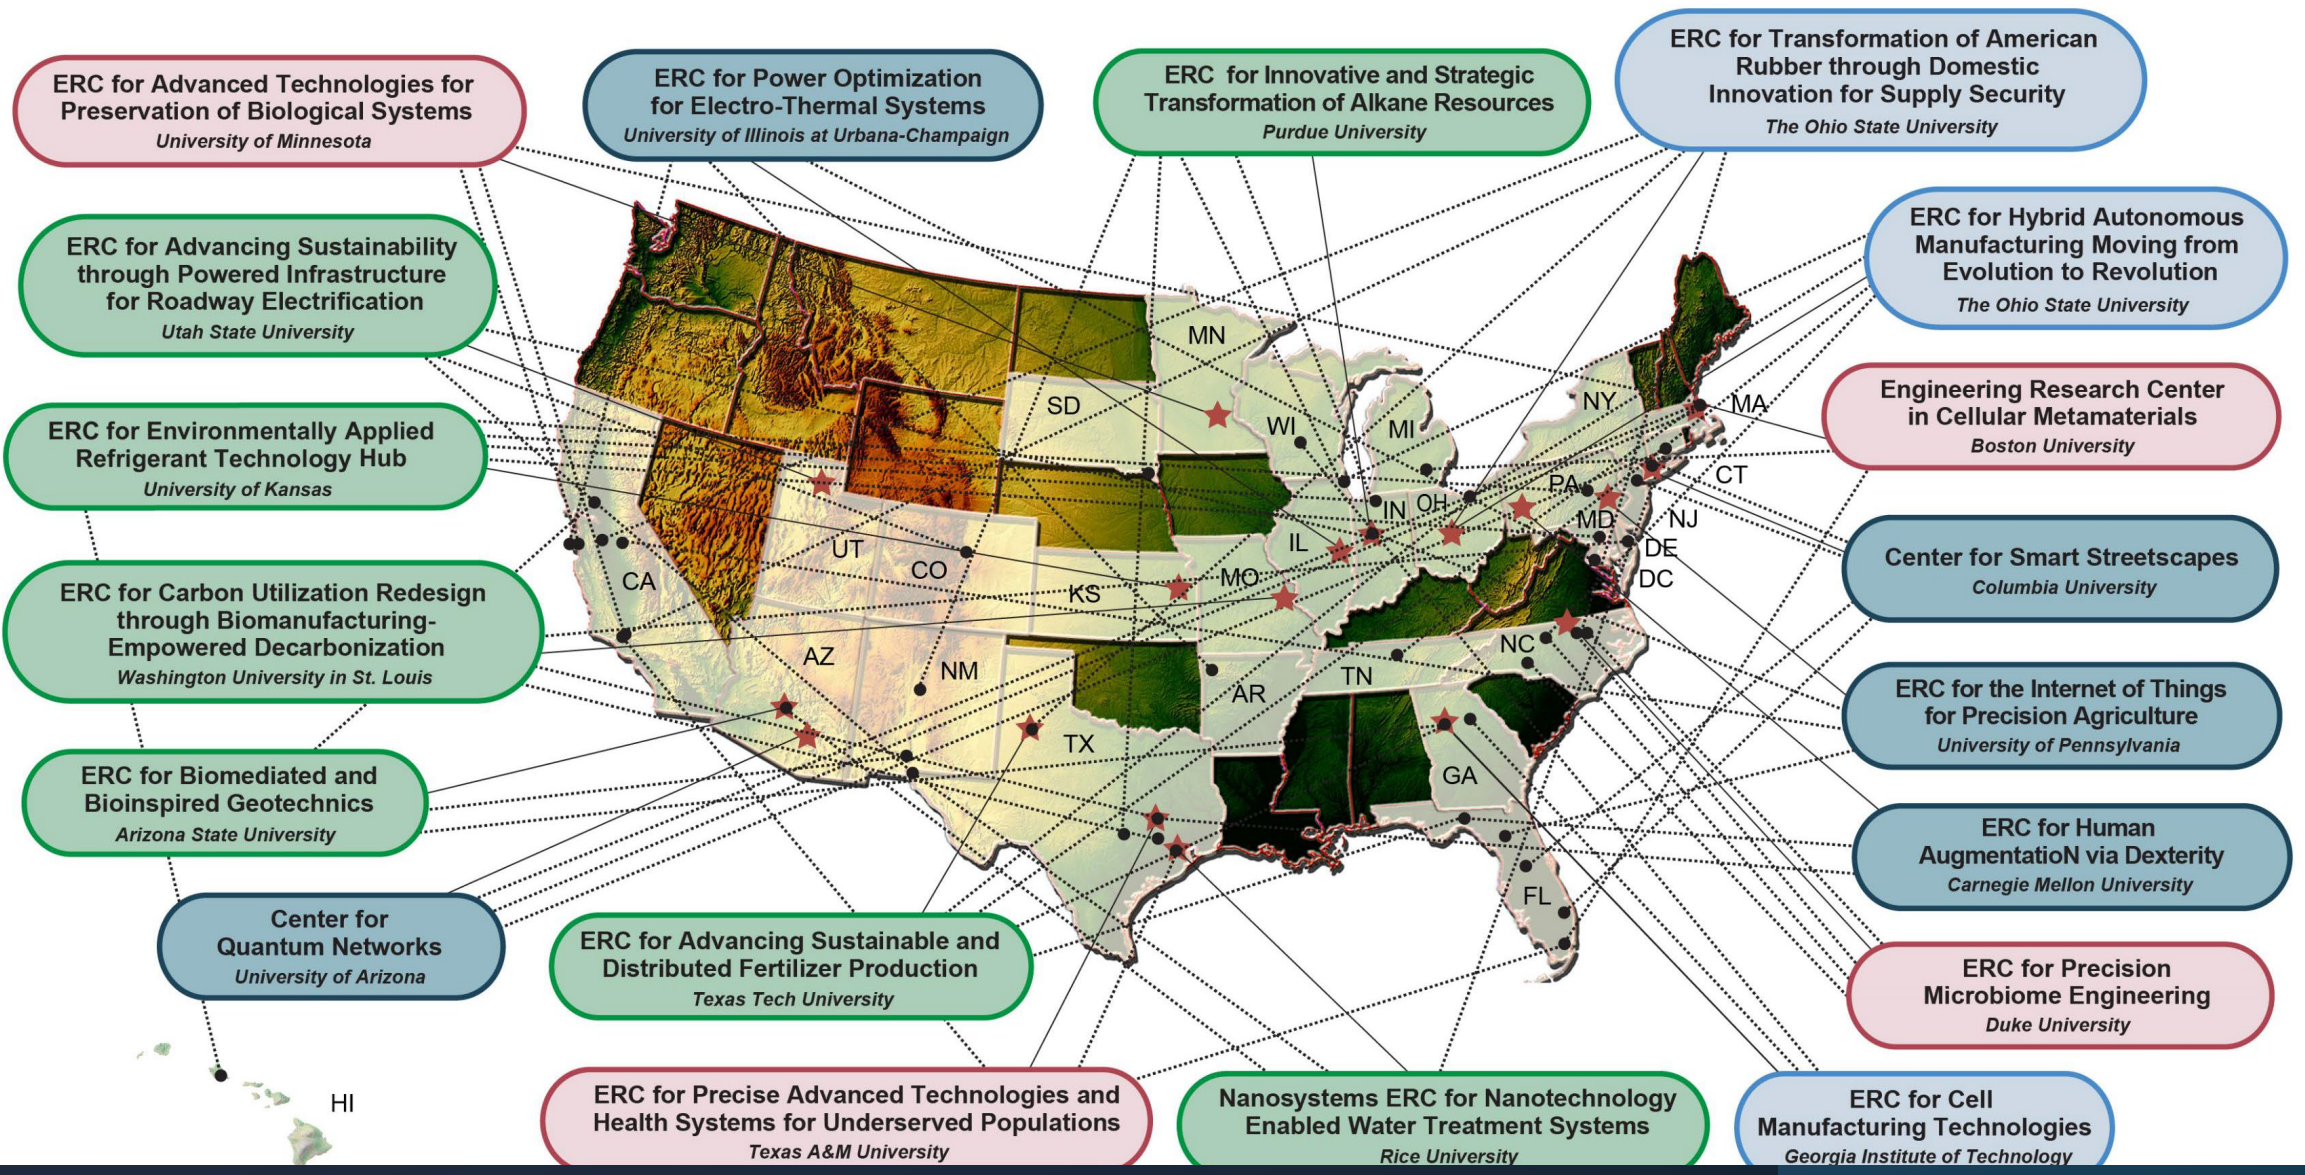 ERC for Advanced Technologies for
Preservation of Biological Systems
University of Minnesota
ERC for Power Optimization
for Electro-Thermal Systems
University of Illinois at Urbana-Champaign
ERC for Innovative and Strategic
Transformation of Alkane Resources
Purdue University
ERC for Transformation of American
Rubber through Domestic
Innovation for Supply Security
The Ohio State University
ERC for Advancing Sustainability
through Powered Infrastructure
for Roadway Electrification
Utah State University
ERC for Hybrid Autonomous
Manufacturing Moving from
Evolution to Revolution
The Ohio State University
ERC for Environmentally Applied
Refrigerant Technology Hub
University of Kansas
Engineering Research Center
in Cellular Metamaterials
Boston University
ERC for Carbon Utilization Redesign
through Biomanufacturing-
Empowered Decarbonization
Washington University in St. Louis
Center for Smart Streetscapes
Columbia University
ERC for Biomediated and
Bioinspired Geotechnics
Arizona State University
ERC for the Internet of Things
for Precision Agriculture
University of Pennsylvania
Center for
Quantum Networks
University of Arizona
ERC for Human
AugmentatioN via Dexterity
Carnegie Mellon University
ERC for Advancing Sustainable and
Distributed Fertilizer Production
Texas Tech University
ERC for Precision
Microbiome Engineering
Duke University
ERC for Precise Advanced Technologies and
Health Systems for Underserved Populations
Texas A&M University
Nanosystems ERC for Nanotechnology
Enabled Water Treatment Systems
Rice University
ERC for Cell
Manufacturing Technologies
Georgia Institute of Technology
MN
SD
WI
MI
NY
MA
CT
PA
NJ
OH
IN
IL
MD
DE
DC
UT
CO
CA
KS
MO
AZ
NM
NC
TN
AR
TX
GA
FL
HI